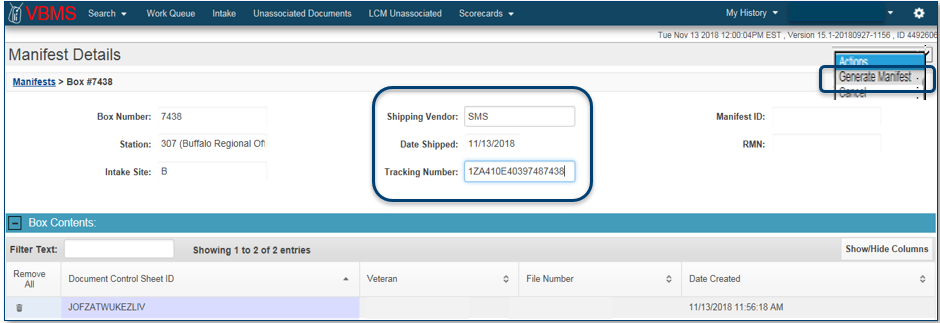 VBMS Search Work Queue Intake Unassociated Documents LCM Unassociated Scorecards My History
Tue Nov 13 2018 12:00:04PM EST , Version 15.1-20180927-1156 , ID 4492606
Manifest Details
Actions
Manifests > Box #7438
Generate Manifest
Cancel
Box Number: 7438 Shipping Vendor: SMS Manifest ID:
Station: 307 (Buffalo Regional Of Date Shipped: 11/13/2018 RMN:
Intake Site: B Tracking Number: 1ZA410E40397487438
Box Contents:
Filter Text: Showing 1 to 2 of 2 entries Show/Hide Columns
Remove All Document Control Sheet ID Veteran File Number Date Created
JOFZATWUKEZLIV 11/13/2018 11:56:18 AM